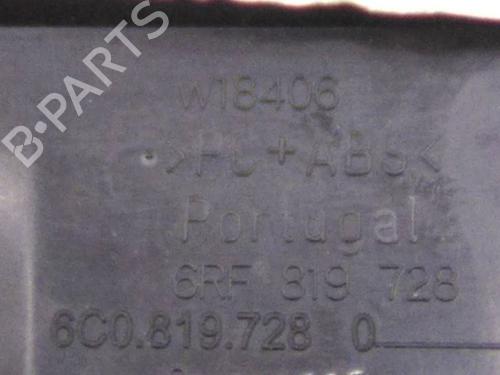 B-PARTS
W18406
>PC+ABS<
Portugal
6RF 819 728
6C0.819.728 0